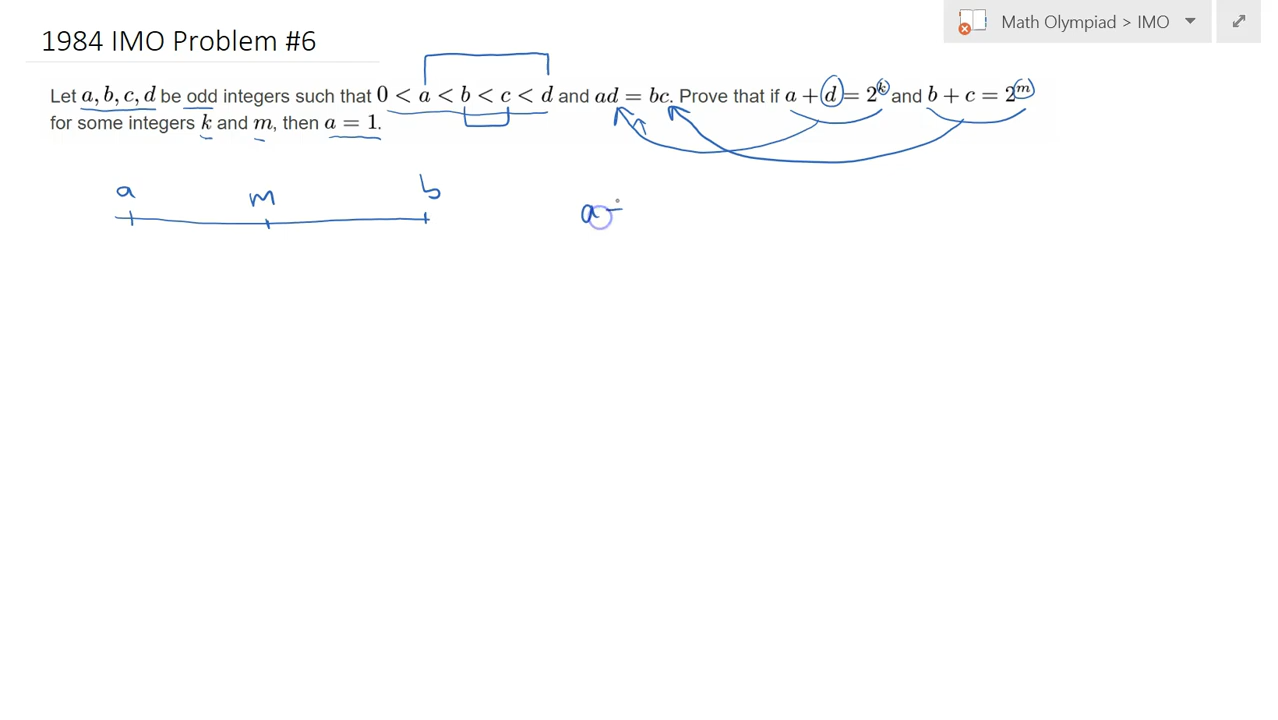 Math Olympiad > IMO
1984 IMO Problem #6
Let a, b, c, d be odd integers such that 0 < a < b < c < d and ad = bc. Prove that if a + d = 2^k and b + c = 2^m
for some integers k and m, then a = 1.
a m b
a -